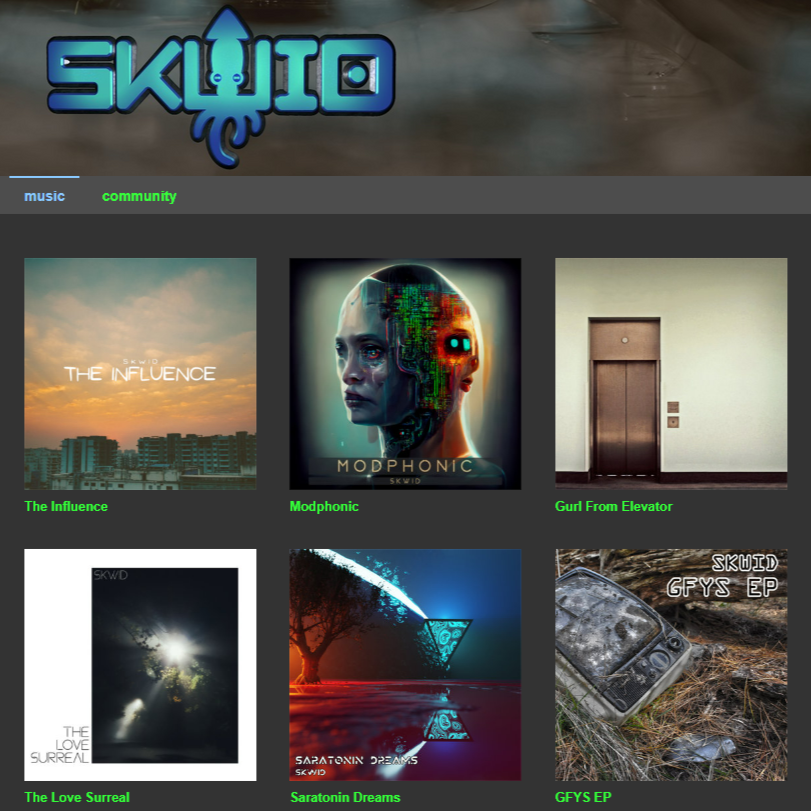 SKWID
music
community
SKWID
THE INFLUENCE
MODPHONIC
SKWID
The Influence
Modphonic
Gurl From Elevator
SKWID
THE
LOVE
SURREAL
SARATONIN DREAMS
SKWID
SKWID
GFYS EP
The Love Surreal
Saratonin Dreams
GFYS EP